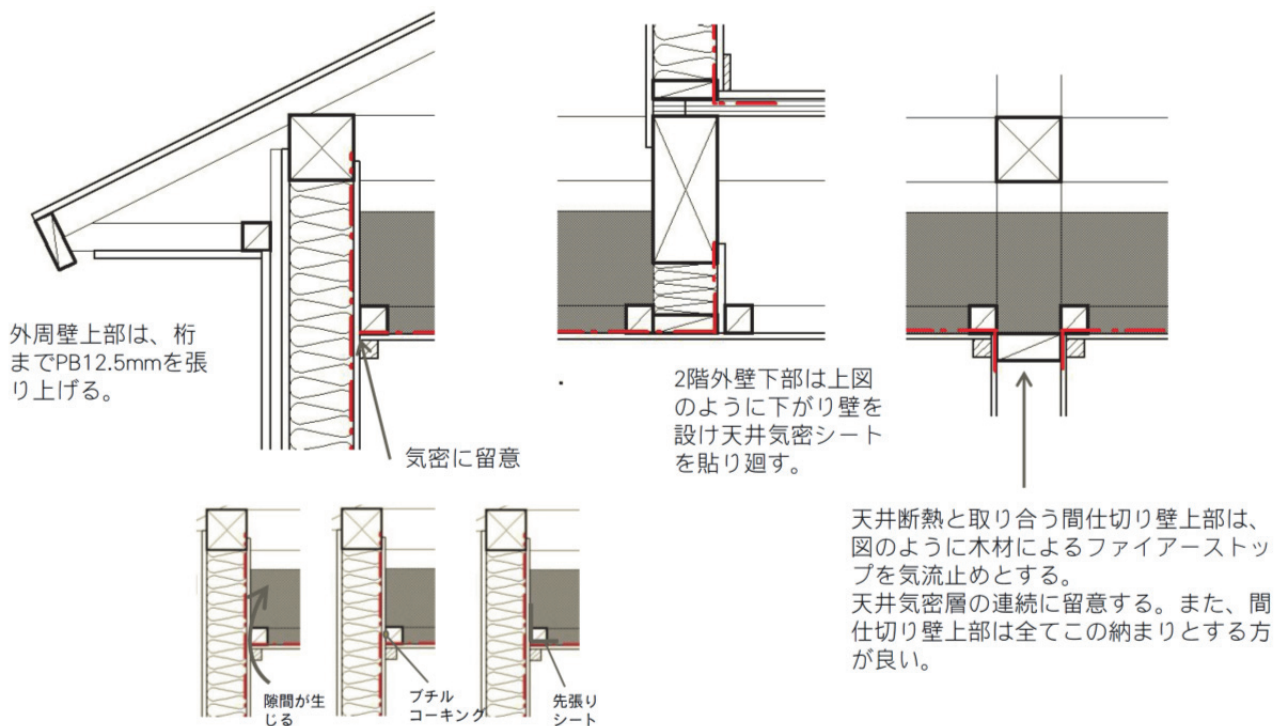 外周壁上部は、桁
までPB12.5mmを張
り上げる。
気密に留意
2階外壁下部は上図
のように下がり壁を
設け天井気密シート
を貼り廻す。
天井断熱と取り合う間仕切り壁上部は、
図のように木材によるファイアーストッ
プを気流止めとする。
天井気密層の連続に留意する。また、間
仕切り壁上部は全てこの納まりとする方
が良い。
隙間が生
じる
ブチル
コーキング
先張り
シート